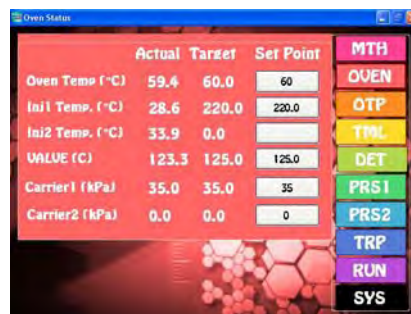 Oven Status
Actual Target Set Point
Oven Temp (°C) 59.4 60.0 60
Inj1 Temp. (°C) 28.6 220.0 220.0
Inj2 Temp. (°C) 33.9 0.0
VALVE (C) 123.3 125.0 125.0
Carrier1 (kPa) 35.0 35.0 35
Carrier2 (kPa) 0.0 0.0 0
MTH
OVEN
OTP
TML
DET
PRS1
PRS2
TRP
RUN
SYS